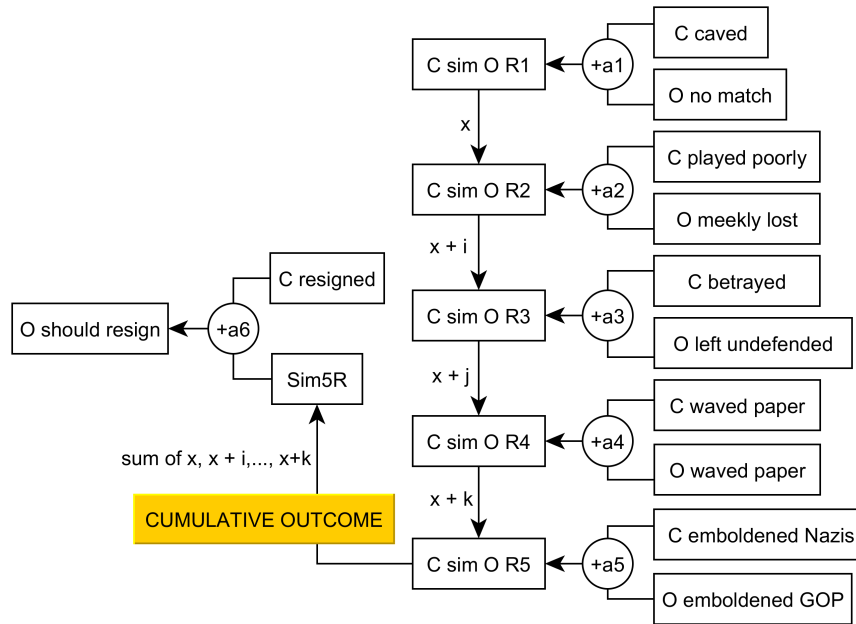 C caved
C sim O R1
+a1
O no match
x
C played poorly
C sim O R2
+a2
O meekly lost
x + i
C betrayed
C resigned
C sim O R3
+a3
O should resign
+a6
O left undefended
x + j
Sim5R
C waved paper
C sim O R4
+a4
sum of x, x + i,..., x+k
O waved paper
x + k
CUMULATIVE OUTCOME
C emboldened Nazis
C sim O R5
+a5
O emboldened GOP